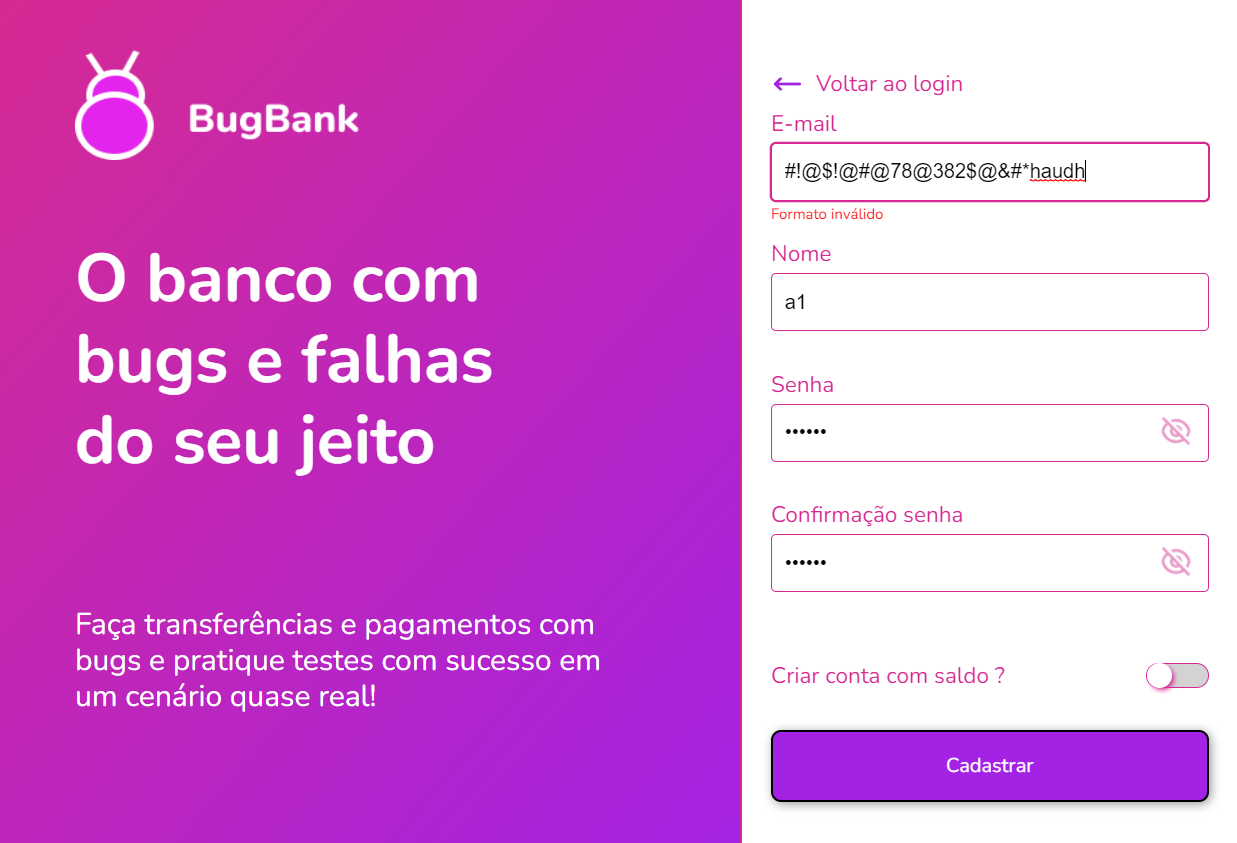 BugBank
O banco com
bugs e falhas
do seu jeito
Faça transferências e pagamentos com
bugs e pratique testes com sucesso em
um cenário quase real!
Voltar ao login
E-mail
#!@$!@#@78@382$@&#*haudh
Formato inválido
Nome
a1
Senha
••••••
Confirmação senha
••••••
Criar conta com saldo ?
Cadastrar